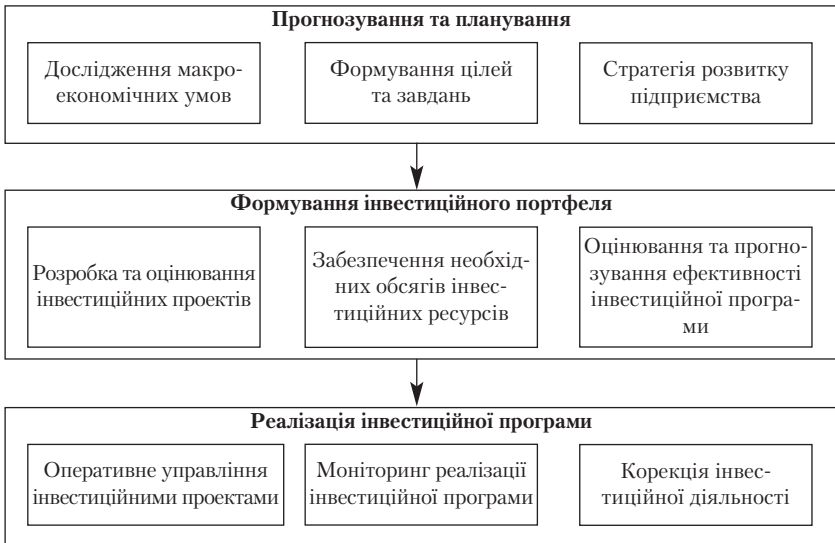 Прогнозування та планування
Дослідження макро-
економічних умов
Формування цілей
та завдань
Стратегія розвитку
підприємства
Формування інвестиційного портфеля
Розробка та оцінювання
інвестиційних проектів
Забезпечення необхід-
них обсягів інвес-
тиційних ресурсів
Оцінювання та прогно-
зування ефективності
інвестиційної програ-
ми
Реалізація інвестиційної програми
Оперативне управління
інвестиційними проектами
Моніторинг реалізації
інвестиційної програми
Корекція інвес-
тиційної діяльності